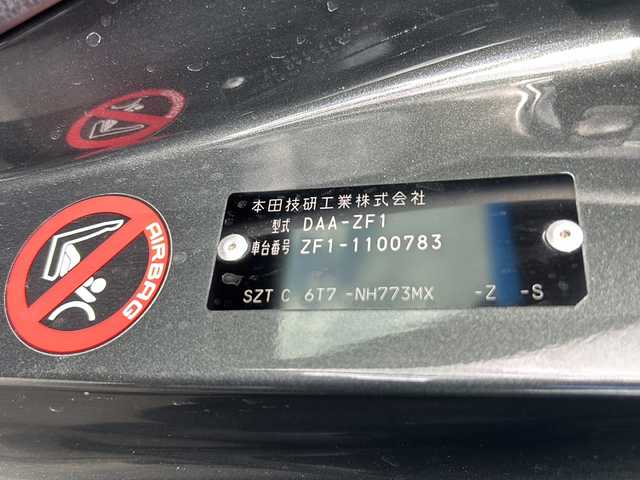 本田技研工業株式会社
型式 DAA-ZF1
車台番号 ZF1-1100783
SZT C 6T7 -NH773MX -Z -S
AIRBAG